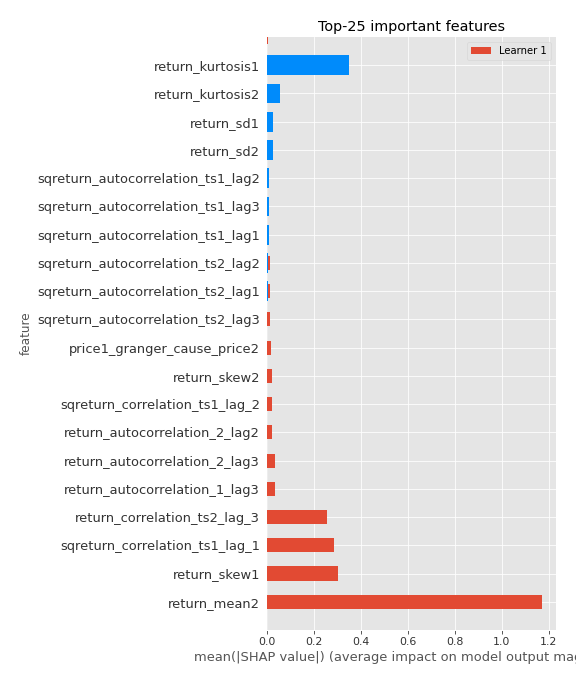 Top-25 important features
Learner 1
return_kurtosis1
return_kurtosis2
return_sd1
return_sd2
sqreturn_autocorrelation_ts1_lag2
sqreturn_autocorrelation_ts1_lag3
sqreturn_autocorrelation_ts1_lag1
sqreturn_autocorrelation_ts2_lag2
sqreturn_autocorrelation_ts2_lag1
sqreturn_autocorrelation_ts2_lag3
price1_granger_cause_price2
return_skew2
sqreturn_correlation_ts1_lag_2
return_autocorrelation_2_lag2
return_autocorrelation_2_lag3
return_autocorrelation_1_lag3
return_correlation_ts2_lag_3
sqreturn_correlation_ts1_lag_1
return_skew1
return_mean2
feature
0.0 0.2 0.4 0.6 0.8 1.0 1.2
mean(|SHAP value|) (average impact on model output mag